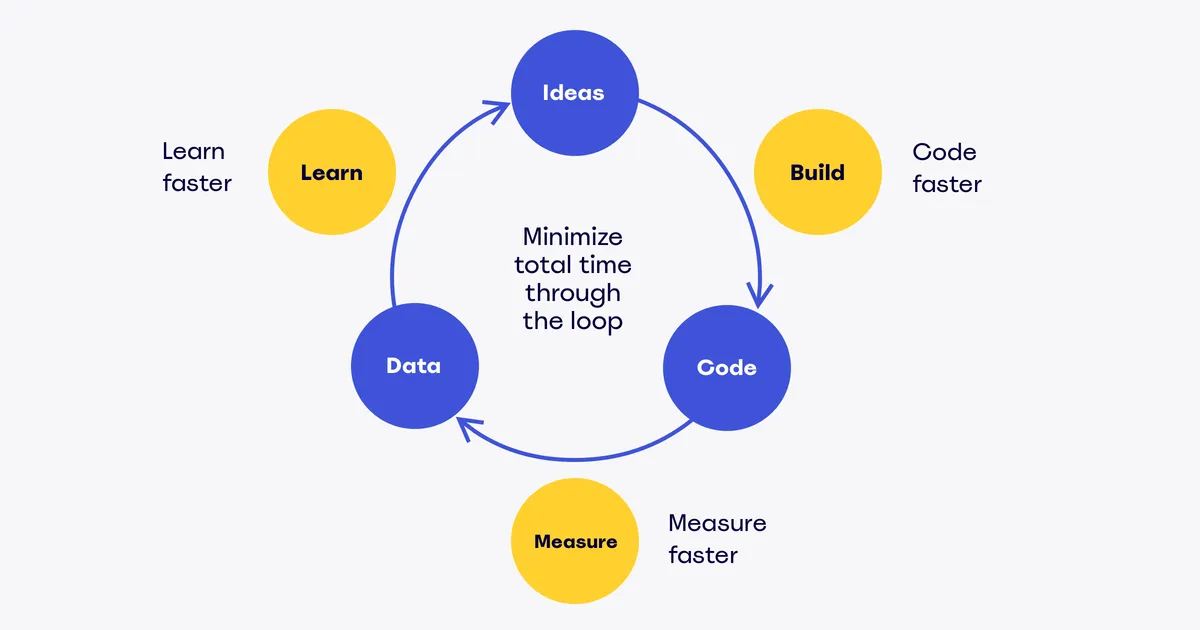 Ideas
Learn
faster
Learn
Build
Code
faster
Minimize
total time
through
the loop
Data
Code
Measure
Measure
faster